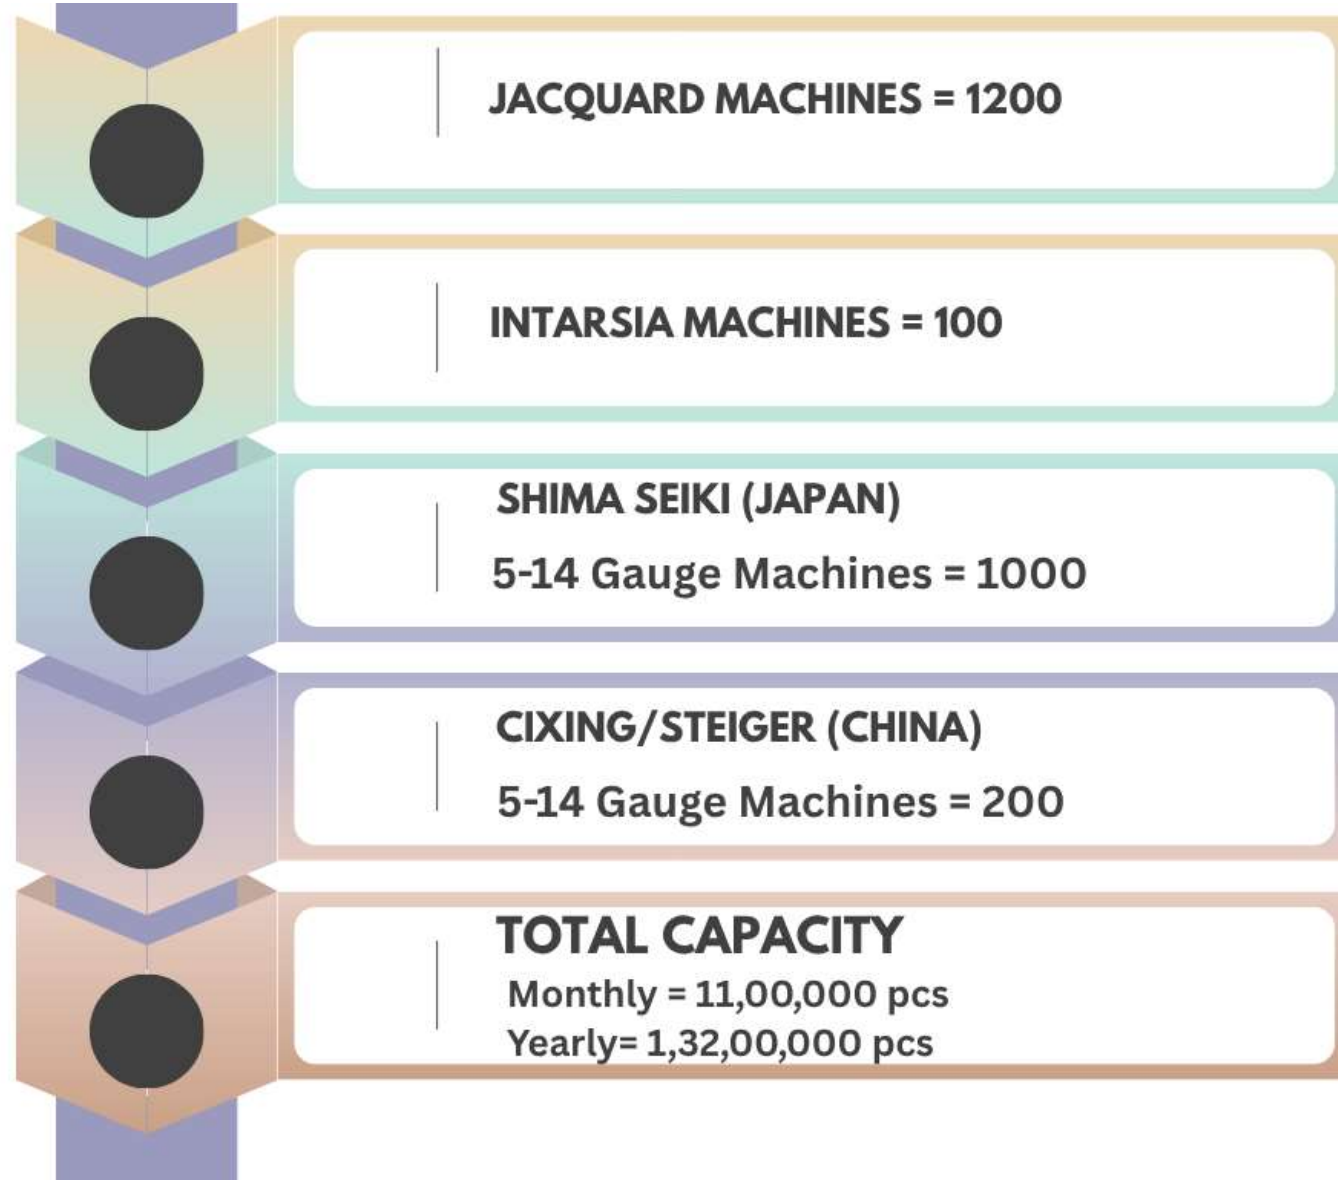 JACQUARD MACHINES = 1200
INTARSIA MACHINES = 100
SHIMA SEIKI (JAPAN)
5-14 Gauge Machines = 1000
CIXING/STEIGER (CHINA)
5-14 Gauge Machines = 200
TOTAL CAPACITY
Monthly = 11,00,000 pcs
Yearly= 1,32,00,000 pcs